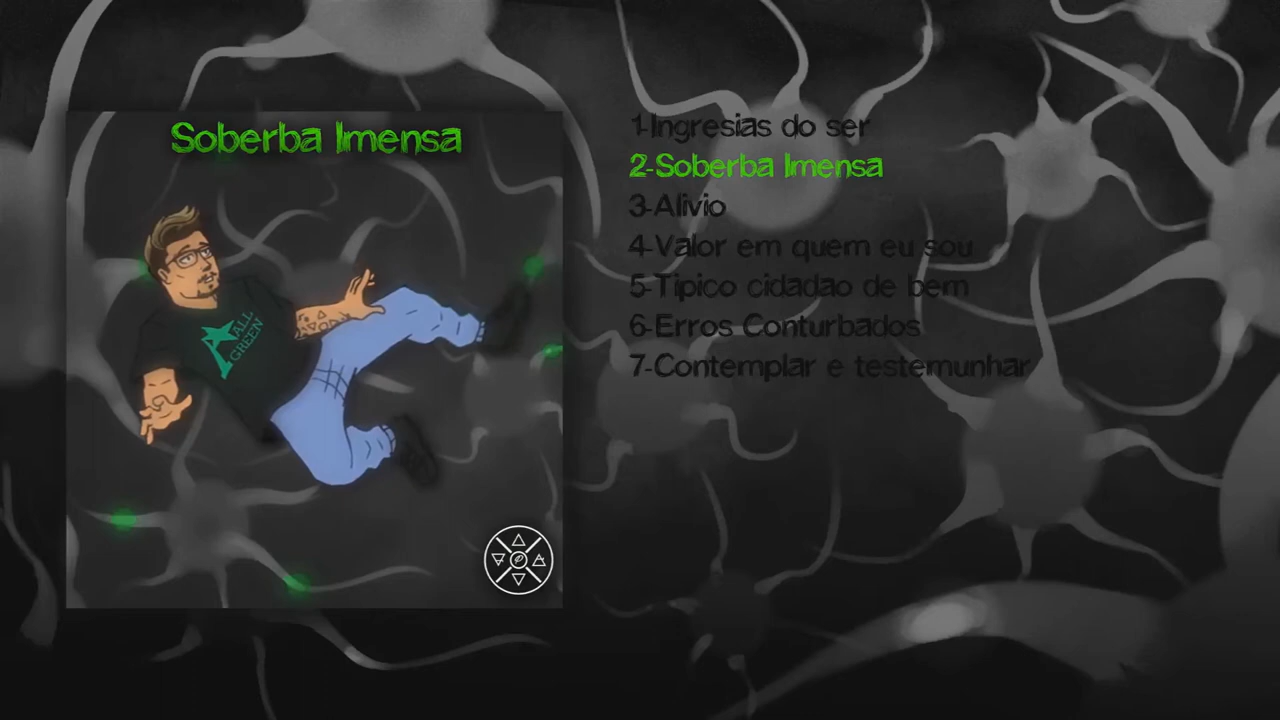 Soberba Imensa
ALL
GREEN
1-Ingresias do ser
2-Soberba Imensa
3-Alivio
4-Valor em quem eu sou
5-Tipico cidadao de bem
6-Erros Conturbados
7-Contemplar e testemunhar